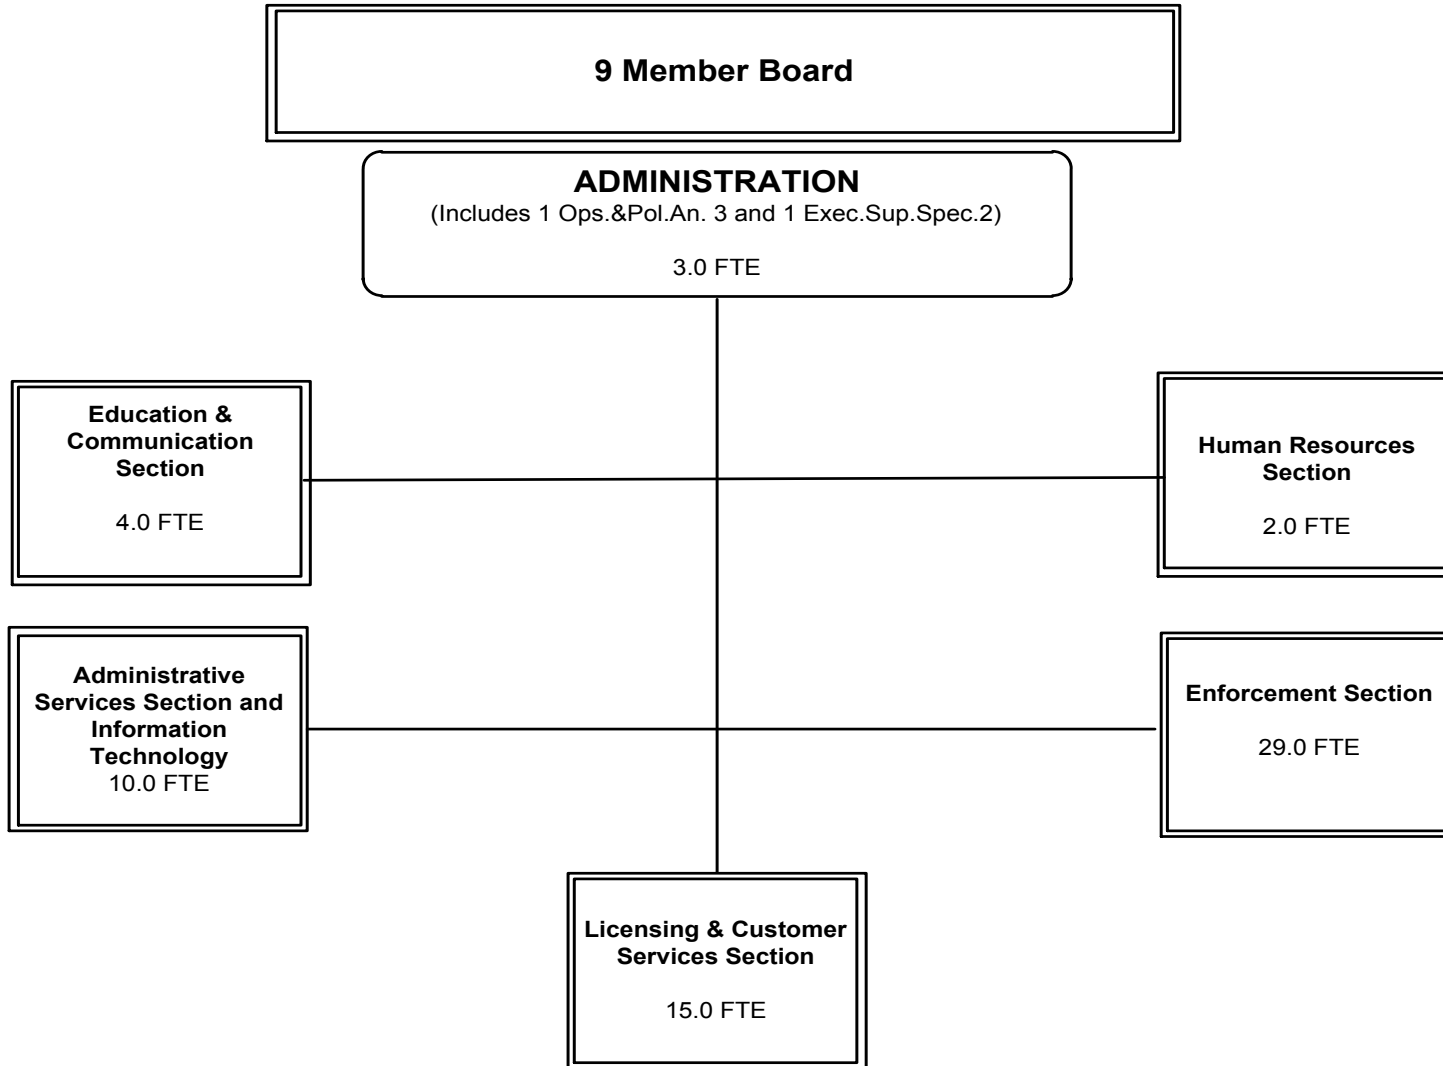 9 Member Board
ADMINISTRATION
(Includes 1 Ops.&Pol.An. 3 and 1 Exec.Sup.Spec.2)
3.0 FTE
Education &
Communication
Section
4.0 FTE
Human Resources
Section
2.0 FTE
Administrative
Services Section and
Information
Technology
10.0 FTE
Enforcement Section
29.0 FTE
Licensing & Customer
Services Section
15.0 FTE